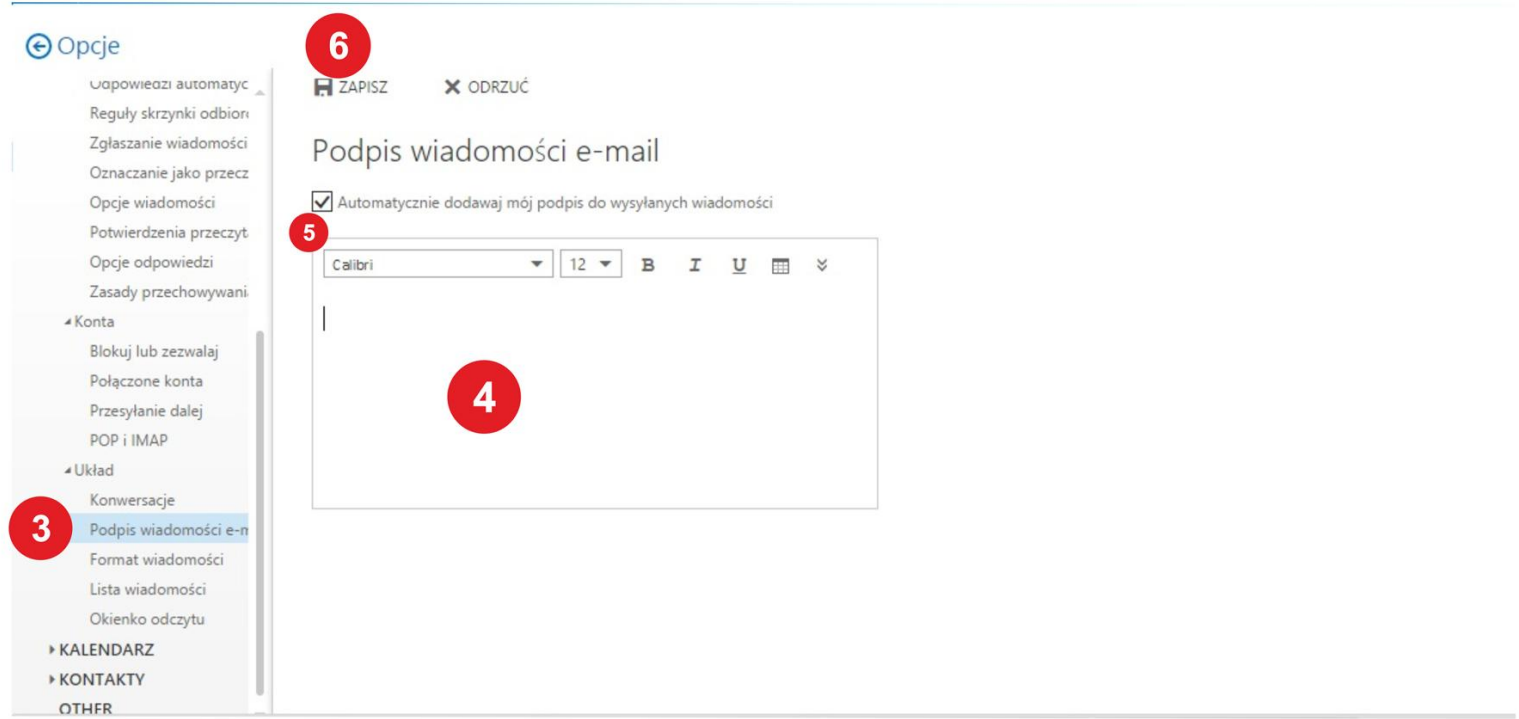 Opcje
6
Odpowiedzi automatyc
Reguły skrzynki odbior
Zgłaszanie wiadomości
Oznaczanie jako przecz
Opcje wiadomości
Potwierdzenia przeczyt
Opcje odpowiedzi
Zasady przechowywani
Konta
Blokuj lub zezwalaj
Połączone konta
Przesyłanie dalej
POP i IMAP
Układ
Konwersacje
3
Podpis wiadomości e-m
Format wiadomości
Lista wiadomości
Okienko odczytu
KALENDARZ
KONTAKTY
OTHER
ZAPISZ ODRZUĆ
Podpis wiadomości e-mail
Automatycznie dodawaj mój podpis do wysyłanych wiadomości
5
Calibri 12 B I U
4